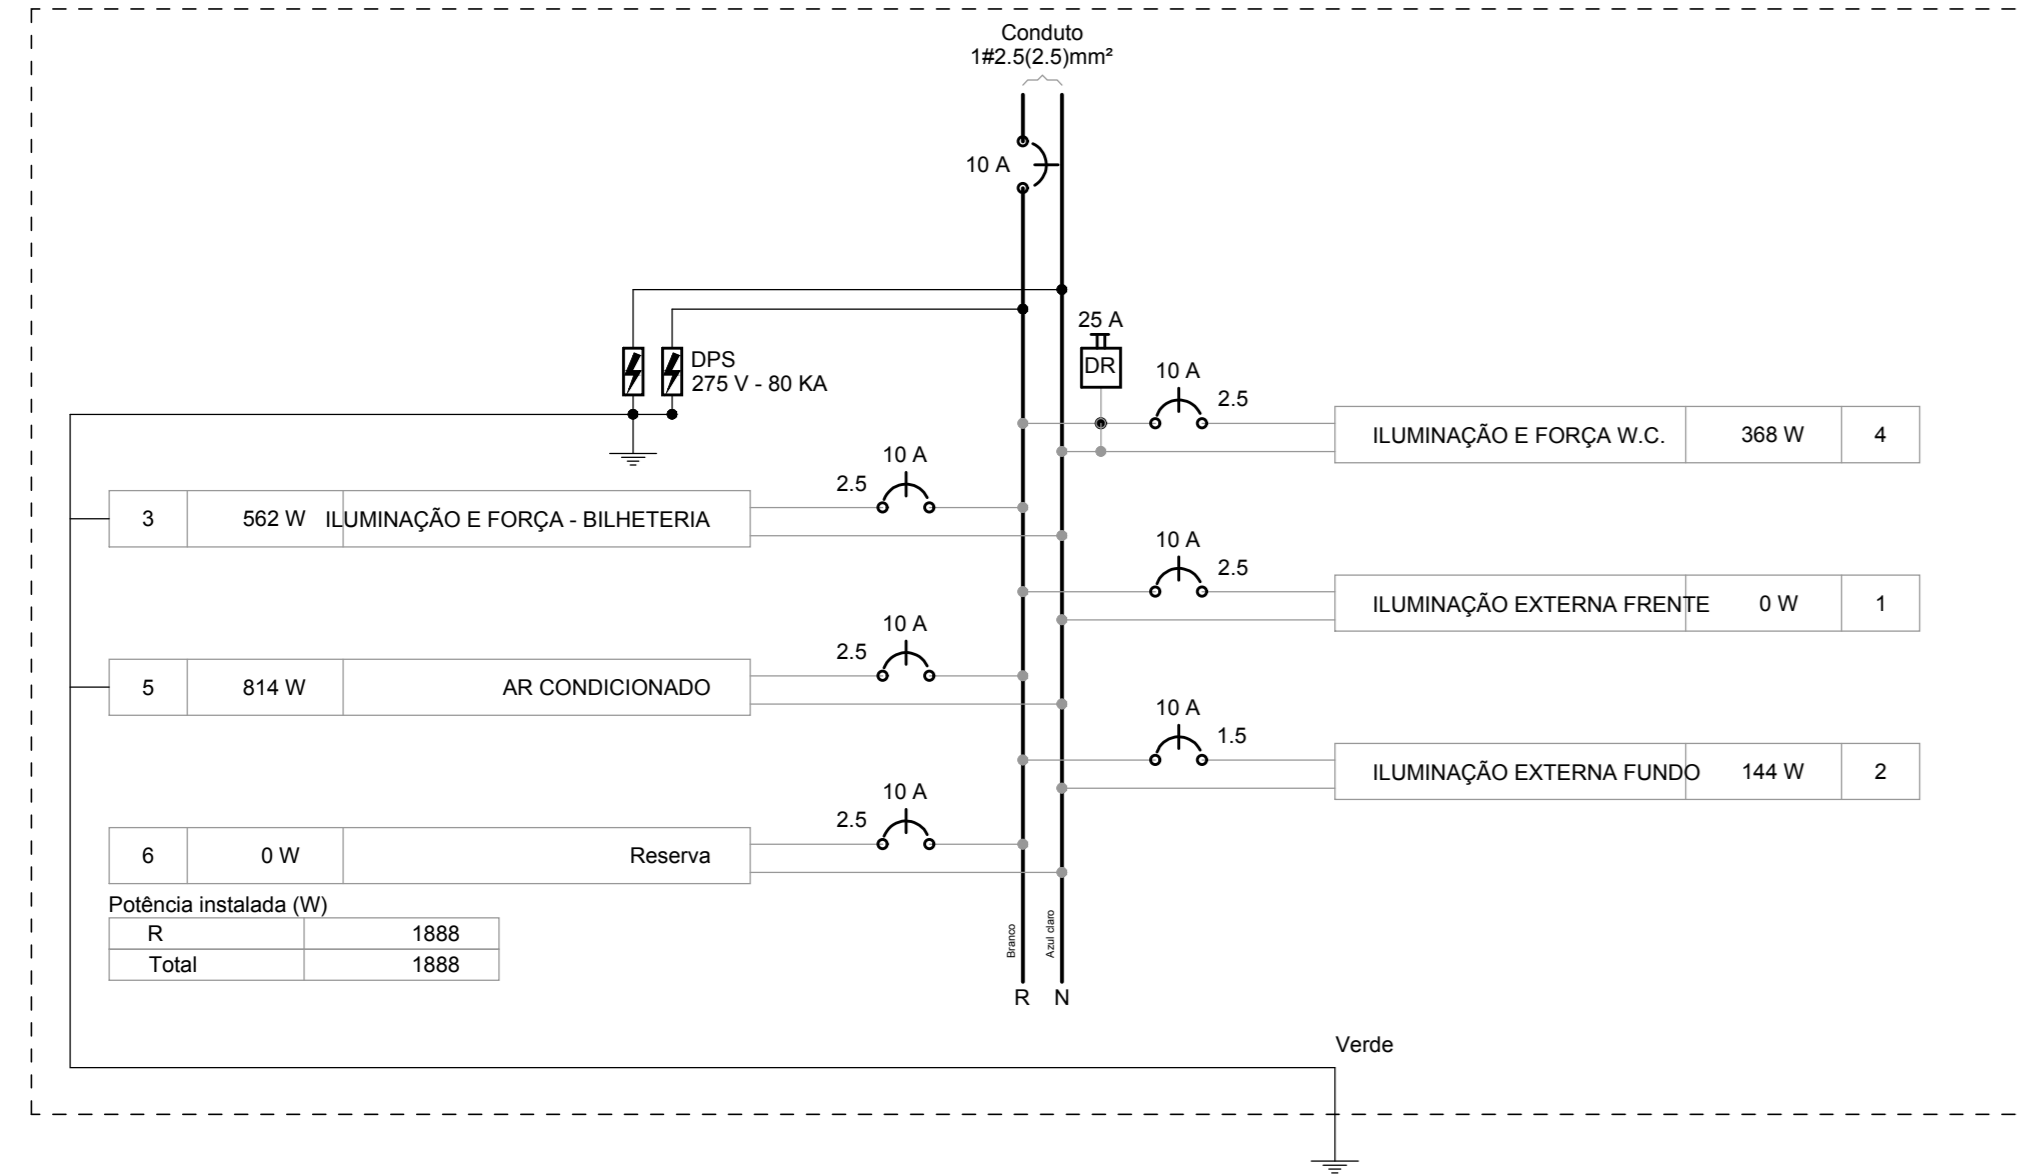 Conduto
1#2.5(2.5)mm²
10 A
25 A
DR
DPS
275 V - 80 KA
10 A
2.5
ILUMINAÇÃO E FORÇA W.C. 368 W 4
10 A
2.5
3 562 W ILUMINAÇÃO E FORÇA - BILHETERIA
10 A
2.5
ILUMINAÇÃO EXTERNA FRENTE 0 W 1
10 A
2.5
5 814 W AR CONDICIONADO
10 A
1.5
ILUMINAÇÃO EXTERNA FUNDO 144 W 2
10 A
2.5
6 0 W Reserva
Potência instalada (W)
R 1888
Total 1888
Branco
Azul claro
R N
Verde